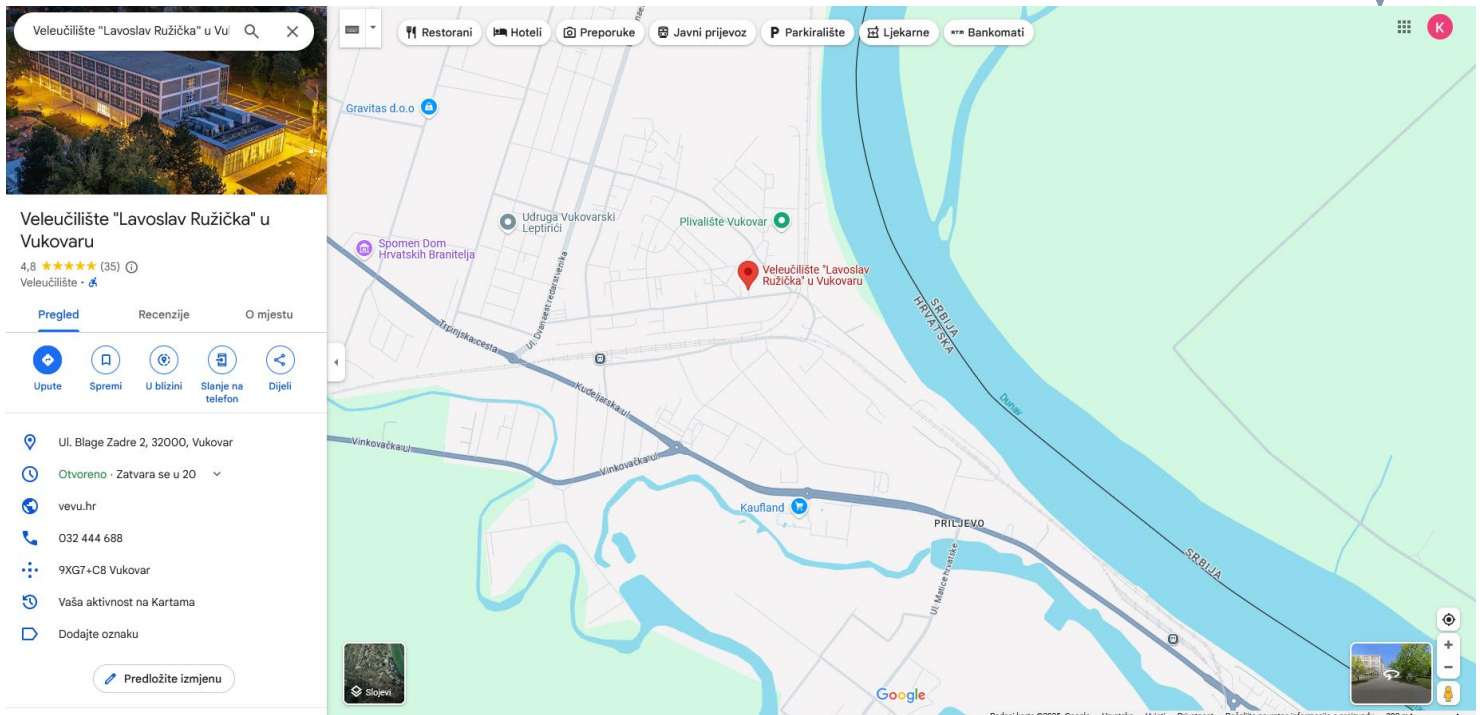 Veleučilište "Lavoslav Ružička" u Vul
Restorani
Hoteli
Preporuke
Javni prijevoz
P Parkiralište
Ljekarne
ATM Bankomati
K
Veleučilište "Lavoslav Ružička" u
Vukovaru
4,8 (35)
Veleučilište ·
Pregled
Recenzije
O mjestu
Upute
Spremi
U blizini
Slanje na
telefon
Dijeli
Ul. Blage Zadre 2, 32000, Vukovar
Otvoreno · Zatvara se u 20
vevu.hr
032 444 688
9XG7+C8 Vukovar
Vaša aktivnost na Kartama
Dodajte oznaku
Predložite izmjenu
Gravitas d.o.o
Udruga Vukovarski
Leptirići
Plivalište Vukovar
Spomen Dom
Hrvatskih Branitelja
Veleučilište "Lavoslav
Ružička" u Vukovaru
Ul. Dvanaest redarstvenika
Trpinjska cesta
SRBIJA
HRVATSKA
Dunav
Kudeljarska ul.
Vinkovačka ul.
Vinkovačka ul.
Kaufland
PRILJEVO
Ul. Matice hrvatske
SRBIJA
Slojevi
Google